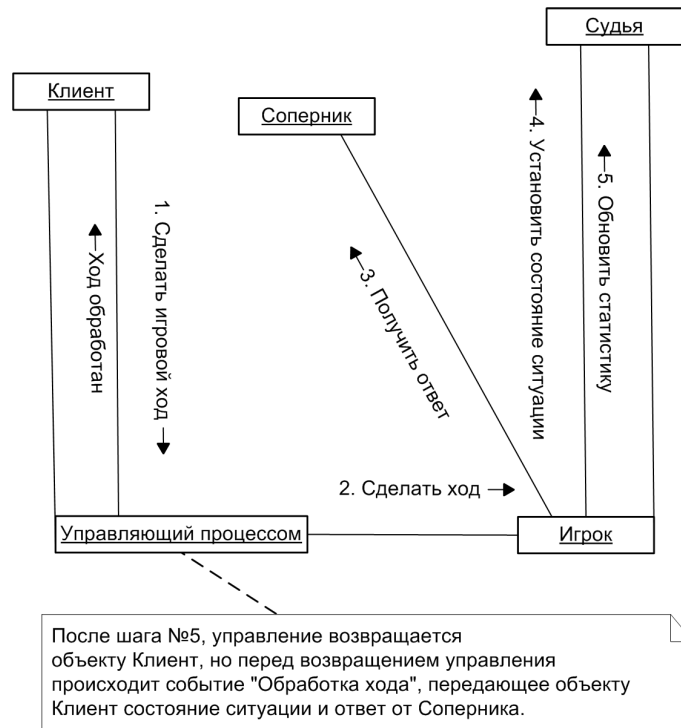 Судья
Клиент
Соперник
←Ход обработан
1. Сделать игровой ход→
←3. Получить ответ
←4. Установить состояние ситуации
←5. Обновить статистику
2. Сделать ход →
Управляющий процессом
Игрок
После шага №5, управление возвращается
объекту Клиент, но перед возвращением управления
происходит событие "Обработка хода", передающее объекту
Клиент состояние ситуации и ответ от Соперника.